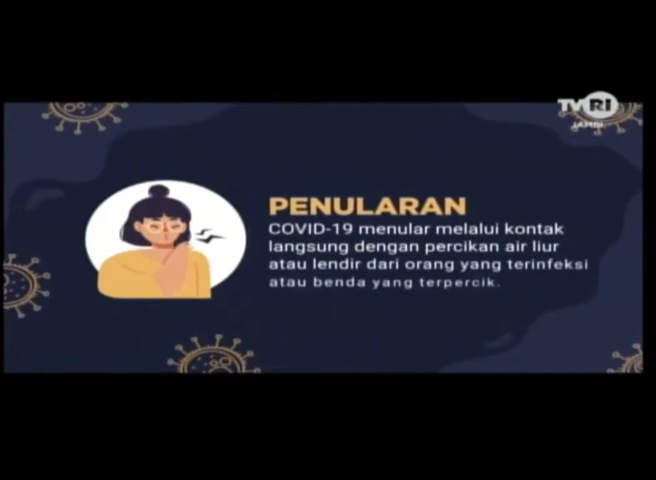 TVRI
JAMBI
PENULARAN
COVID-19 menular melalui kontak
langsung dengan percikan air liur
atau lendir dari orang yang terinfeksi
atau benda yang terpercik.